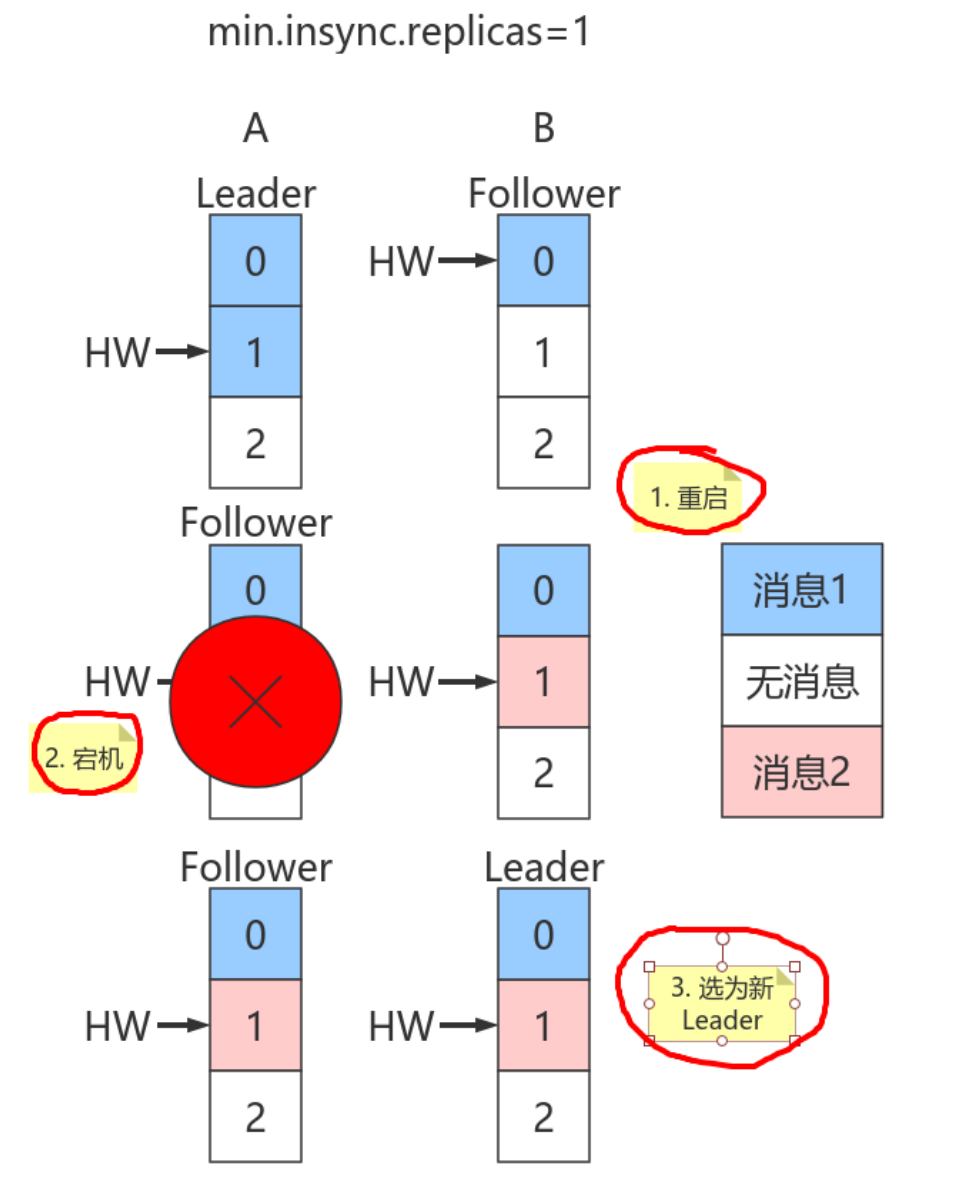 min.insync.replicas=1
A
B
Leader
Follower
0
HW
0
HW
1
1
2
2
1. 重启
Follower
0
0
消息1
HW
HW
1
无消息
2. 宕机
2
消息2
Follower
Leader
0
0
3. 选为新
Leader
HW
1
HW
1
2
2